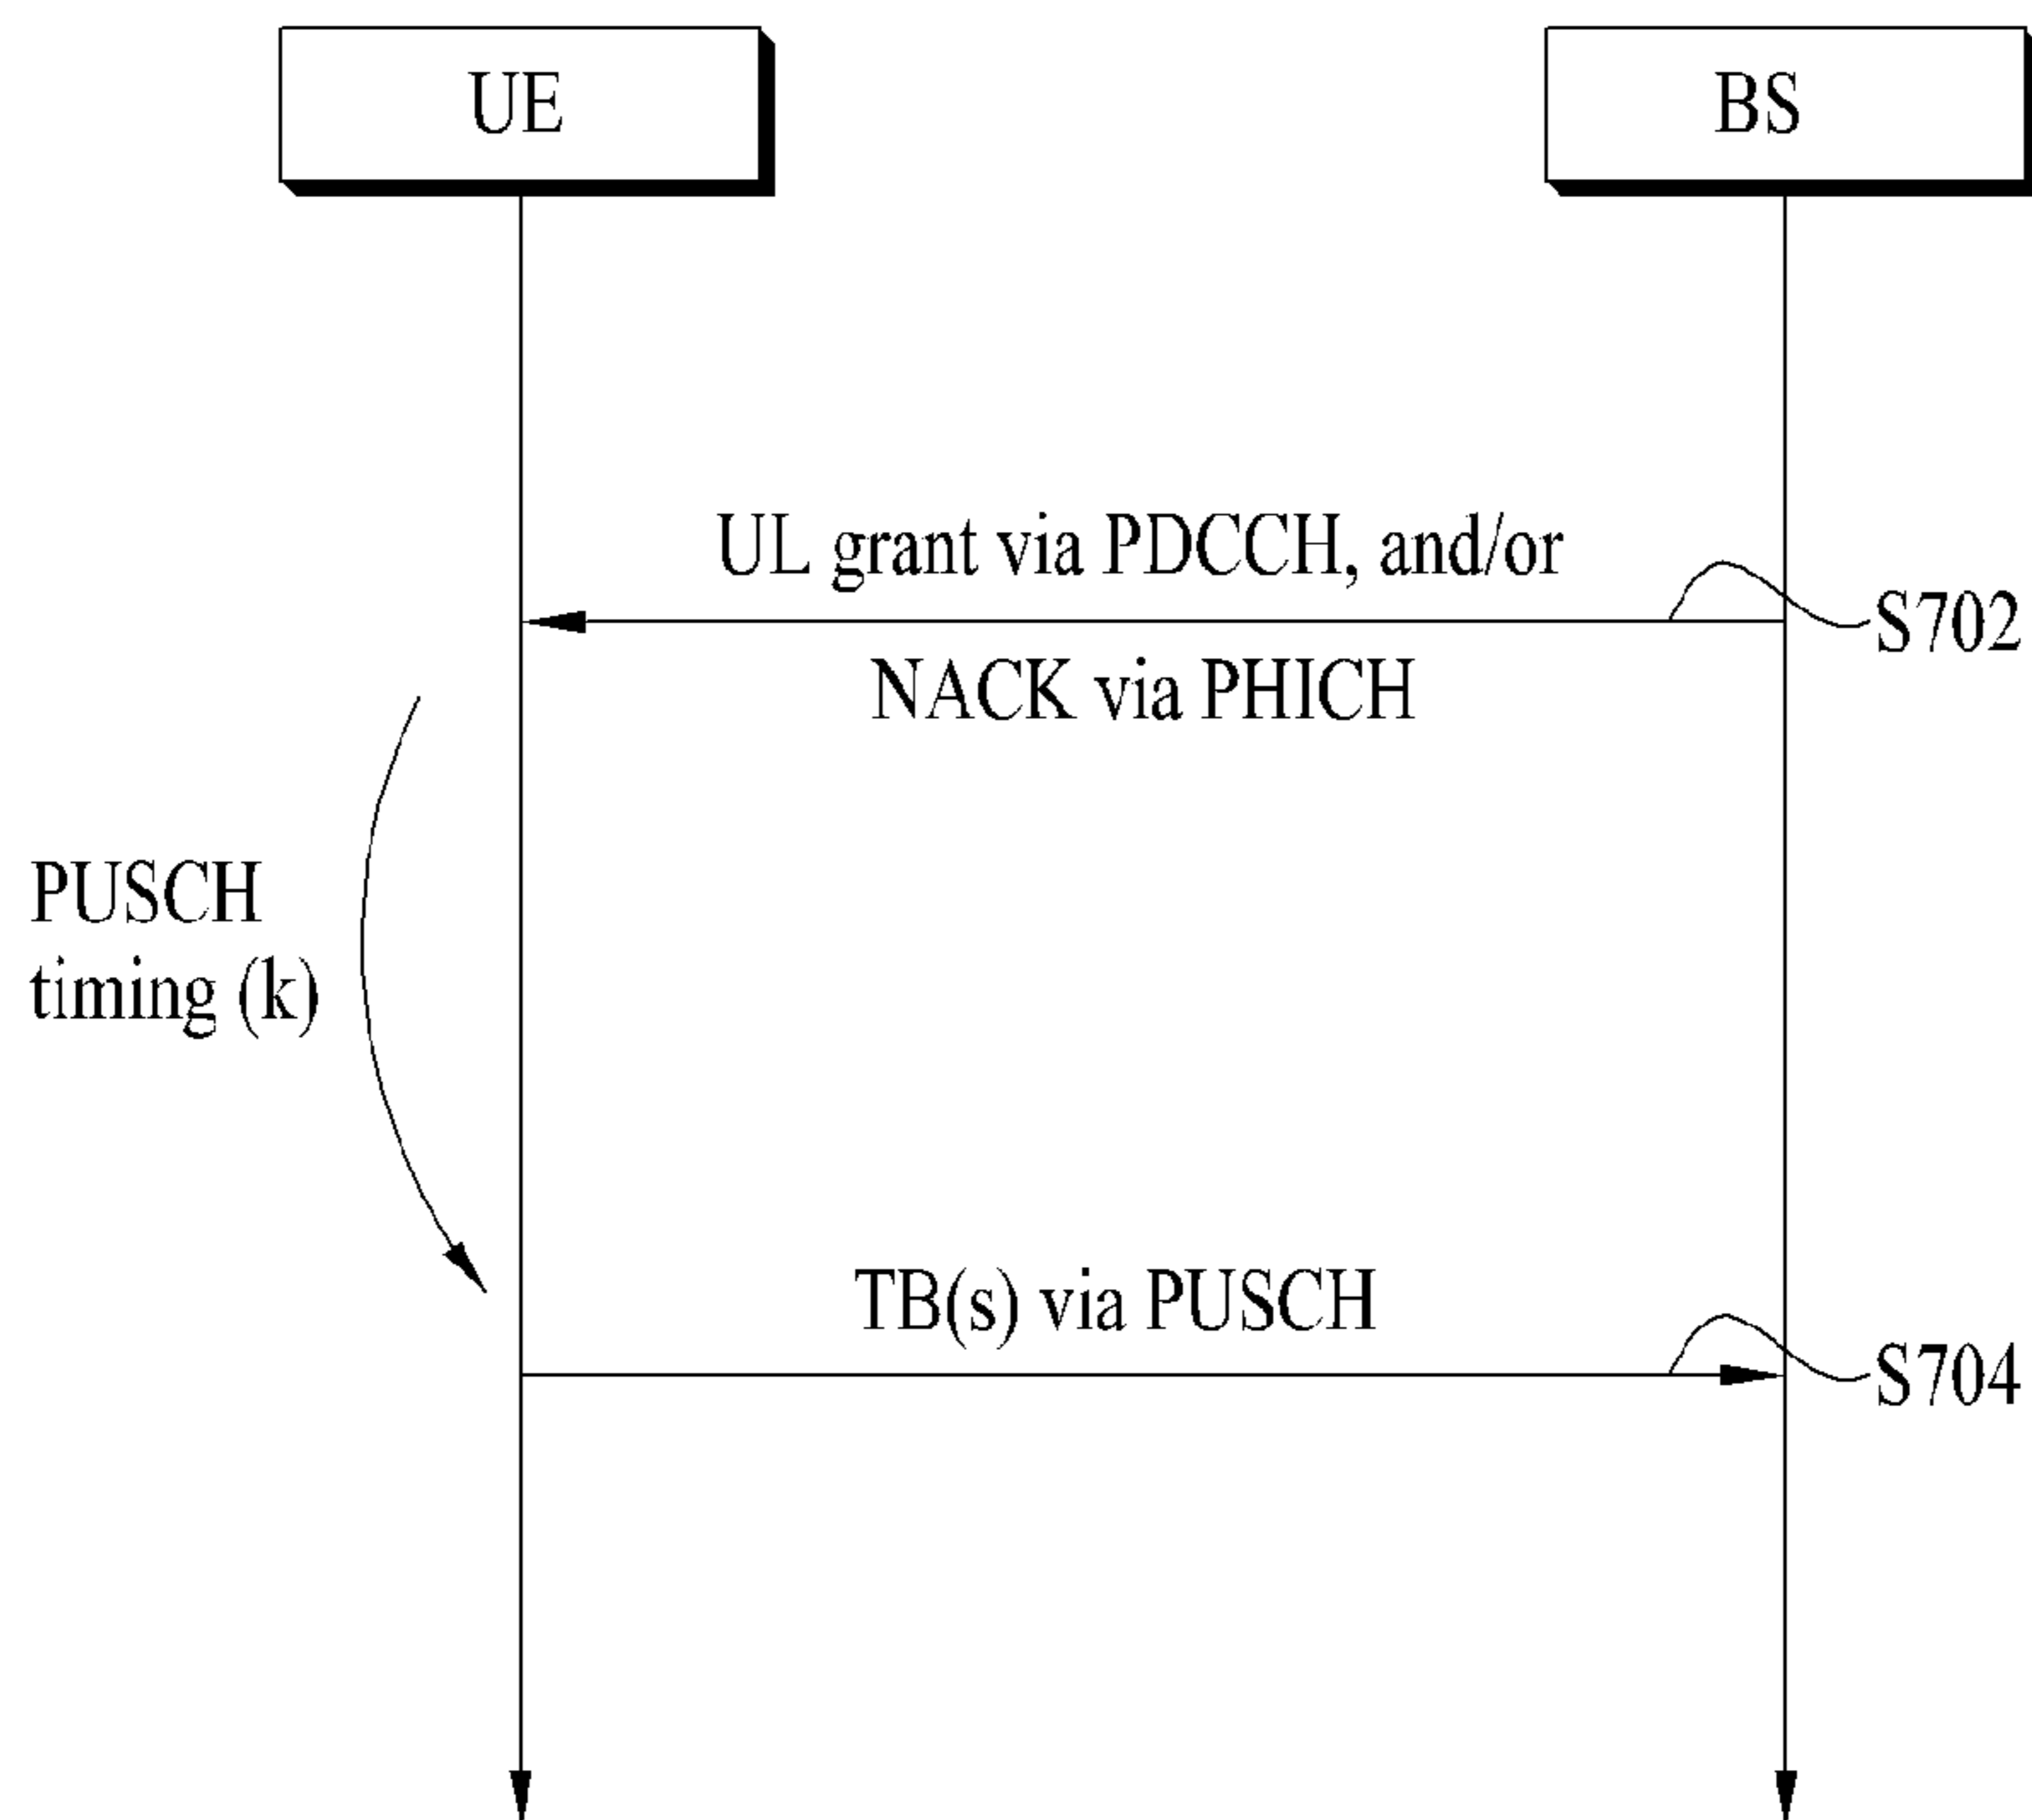 UE
BS
UL grant via PDCCH, and/or
S702
NACK via PHICH
PUSCH
timing (k)
TB(s) via PUSCH
S704